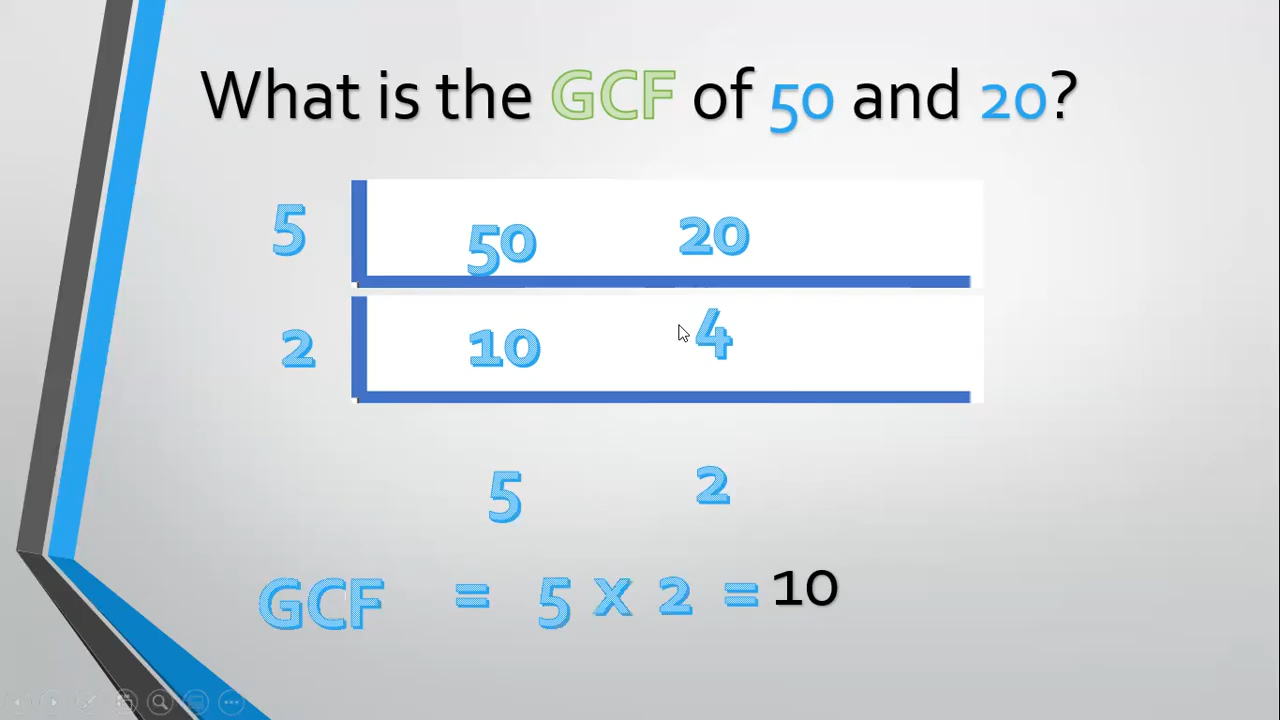 What is the GCF of 50 and 20?
5 50 20
2 10 4
5 2
GCF = 5 x 2 = 10